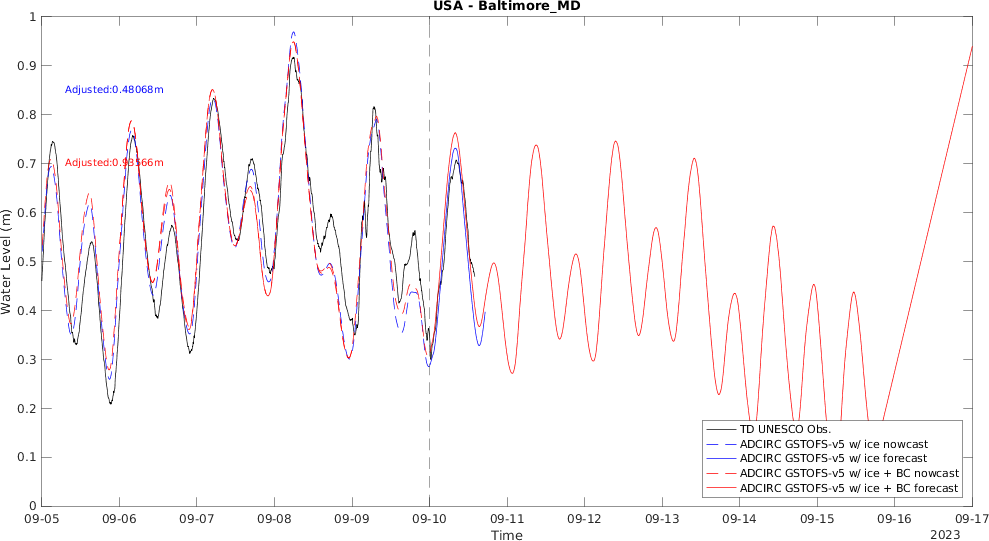 USA - Baltimore_MD
1
0.9
Adjusted:0.48068m
0.8
0.7
Adjusted:0.93566m
0.6
0.5
0.4
0.3
0.2
0.1
0
Water Level (m)
TD UNESCO Obs.
ADCIRC GSTOFS-v5 w/ ice nowcast
ADCIRC GSTOFS-v5 w/ ice forecast
ADCIRC GSTOFS-v5 w/ ice + BC nowcast
ADCIRC GSTOFS-v5 w/ ice + BC forecast
09-05 09-06 09-07 09-08 09-09 09-10 09-11 09-12 09-13 09-14 09-15 09-16 09-17
Time
2023